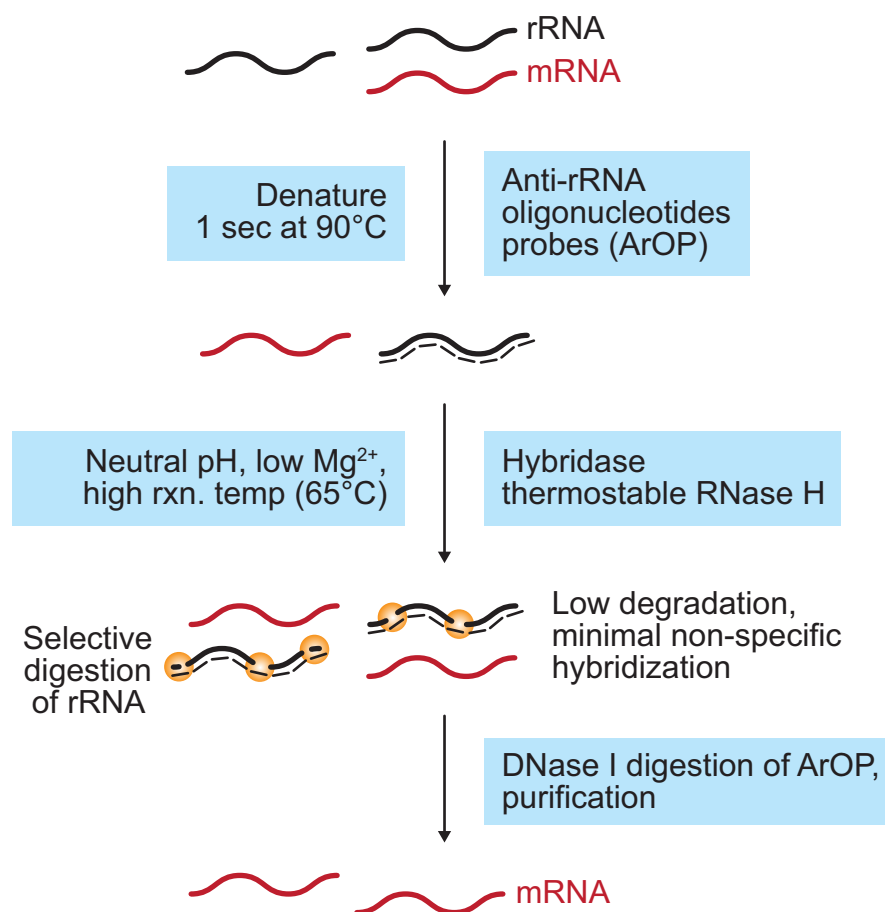 rRNA
mRNA
Denature
1 sec at 90°C
Anti-rRNA
oligonucleotides
probes (ArOP)
Neutral pH, low Mg²⁺,
high rxn. temp (65°C)
Hybridase
thermostable RNase H
Selective
digestion
of rRNA
Low degradation,
minimal non-specific
hybridization
DNase I digestion of ArOP,
purification
mRNA